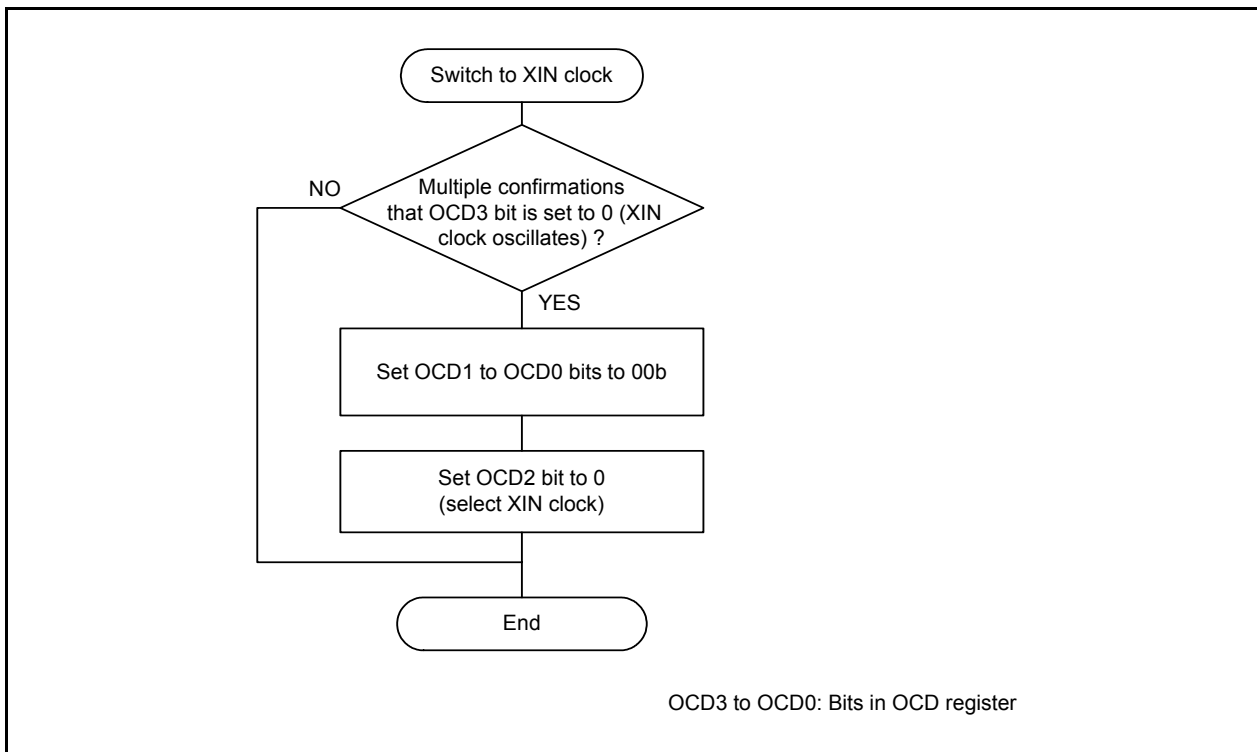 Switch to XIN clock
NO
Multiple confirmations
that OCD3 bit is set to 0 (XIN
clock oscillates) ?
YES
Set OCD1 to OCD0 bits to 00b
Set OCD2 bit to 0
(select XIN clock)
End
OCD3 to OCD0: Bits in OCD register